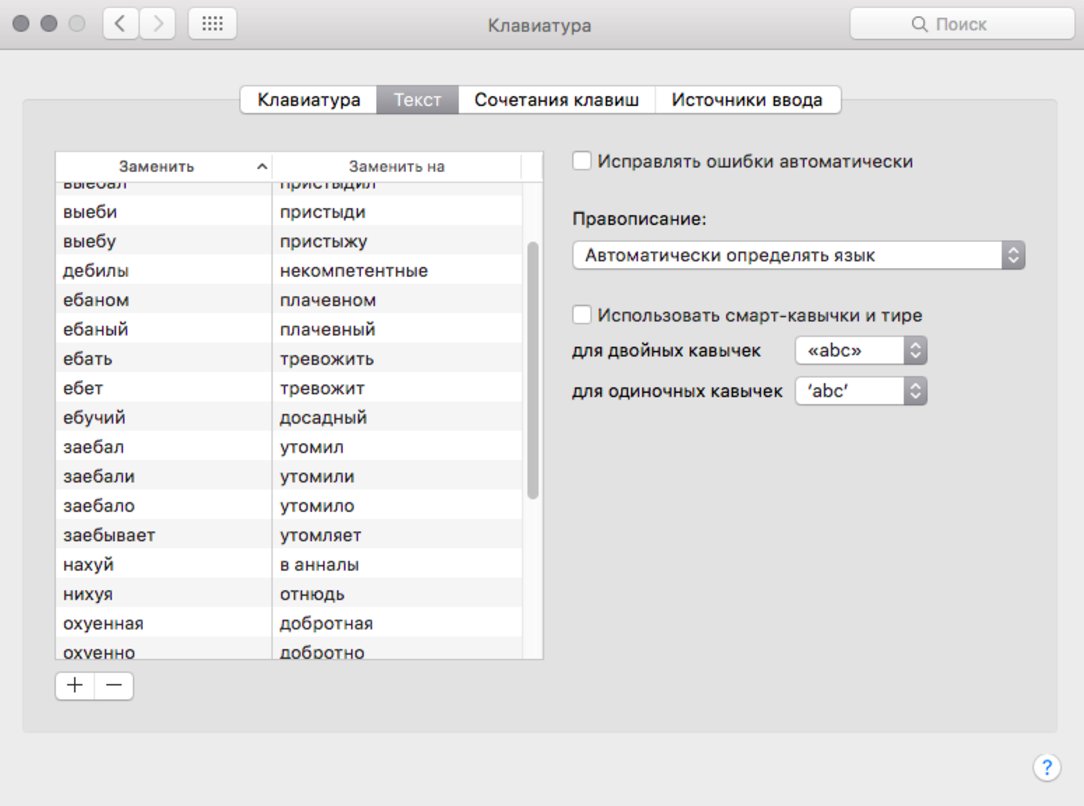 Клавиатура
Поиск
Клавиатура Текст Сочетания клавиш Источники ввода
Заменить Заменить на
выебал пристыдил
выеби пристыди
выебу пристыжу
дебилы некомпетентные
ебаном плачевном
ебаный плачевный
ебать тревожить
ебет тревожит
ебучий досадный
заебал утомил
заебали утомили
заебало утомило
заебывает утомляет
нахуй в анналы
нихуя отнюдь
охуенная добротная
охуенно добротно
+ −
Исправлять ошибки автоматически
Правописание:
Автоматически определять язык
Использовать смарт-кавычки и тире
для двойных кавычек «abc»
для одиночных кавычек ‘abc’
?